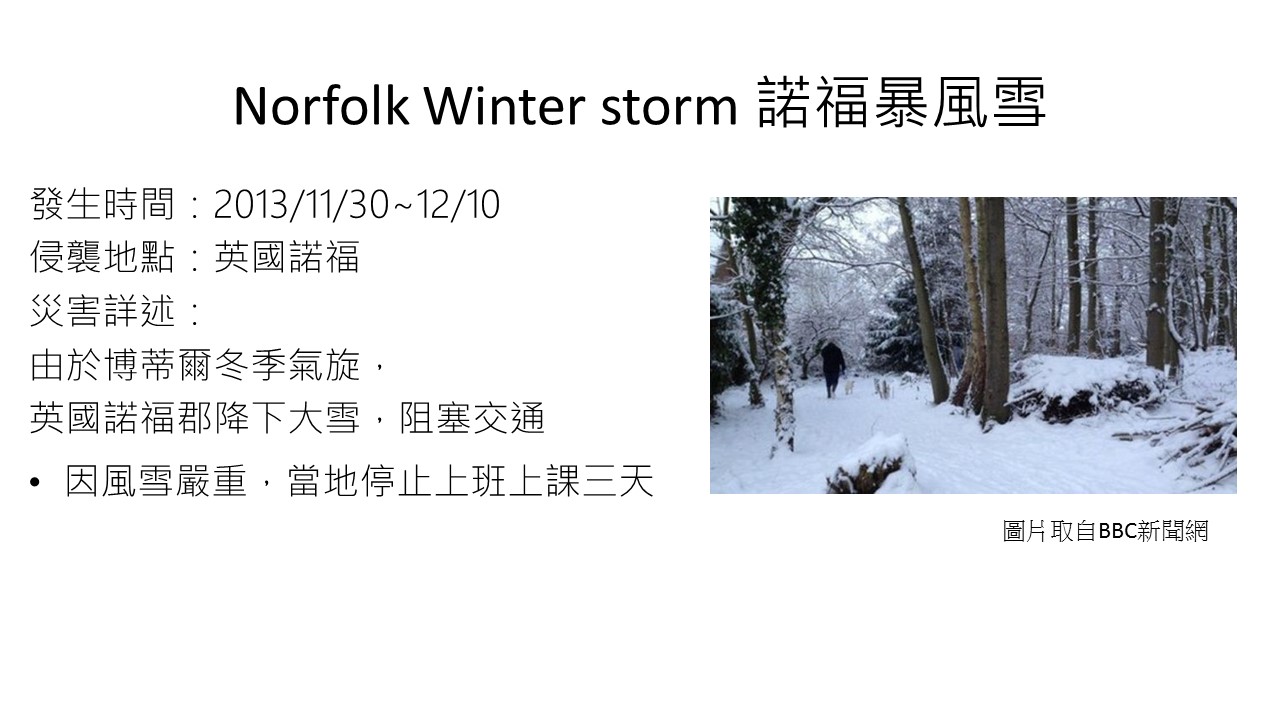 Norfolk Winter storm 諾福暴風雪
發生時間：2013/11/30~12/10
侵襲地點：英國諾福
災害詳述：
由於博蒂爾冬季氣旋，
英國諾福郡降下大雪，阻塞交通
• 因風雪嚴重，當地停止上班上課三天
圖片取自BBC新聞網